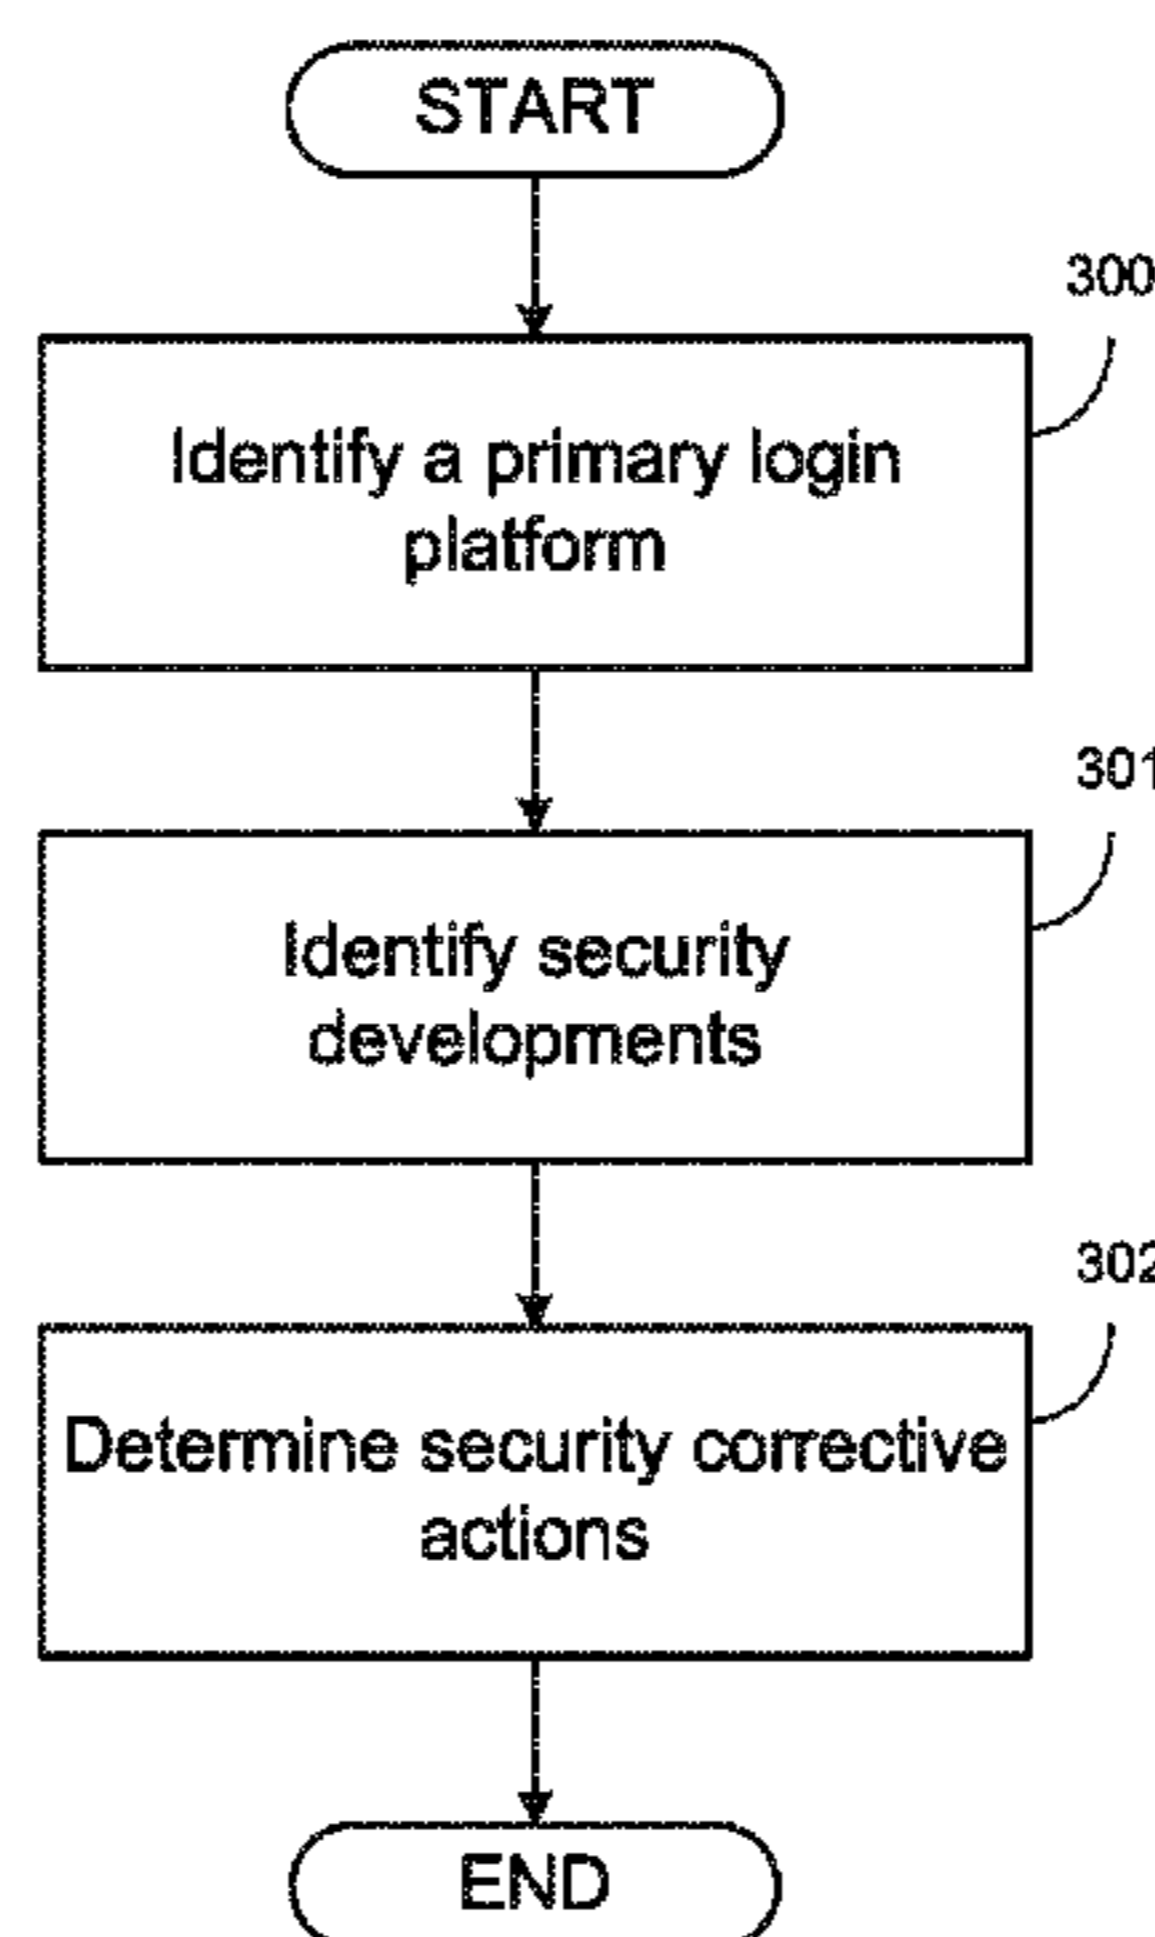 START
300
Identify a primary login
platform
301
Identify security
developments
302
Determine security corrective
actions
END